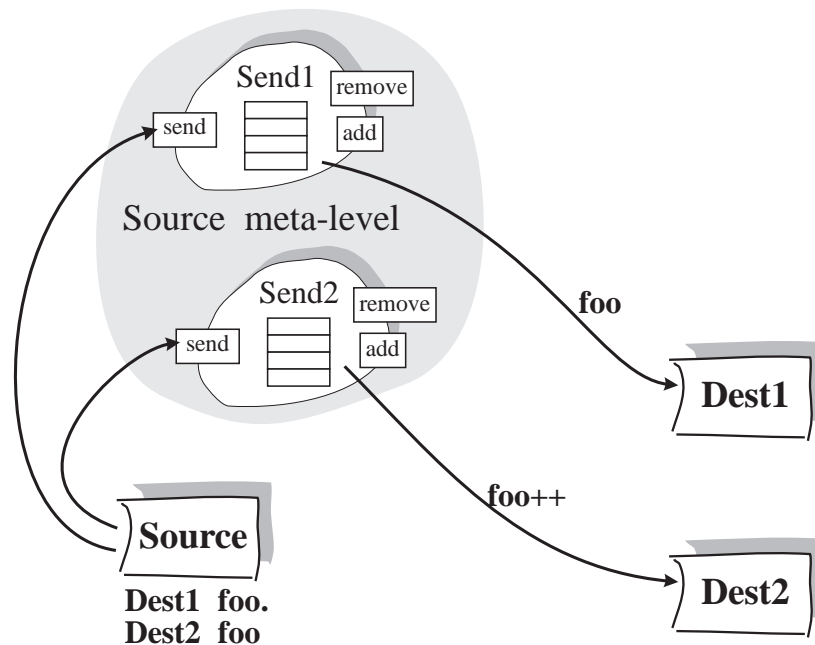 Send1
remove
send
add
Source meta-level
Send2
remove
send
add
foo
Dest1
foo++
Source
Dest2
Dest1 foo.
Dest2 foo